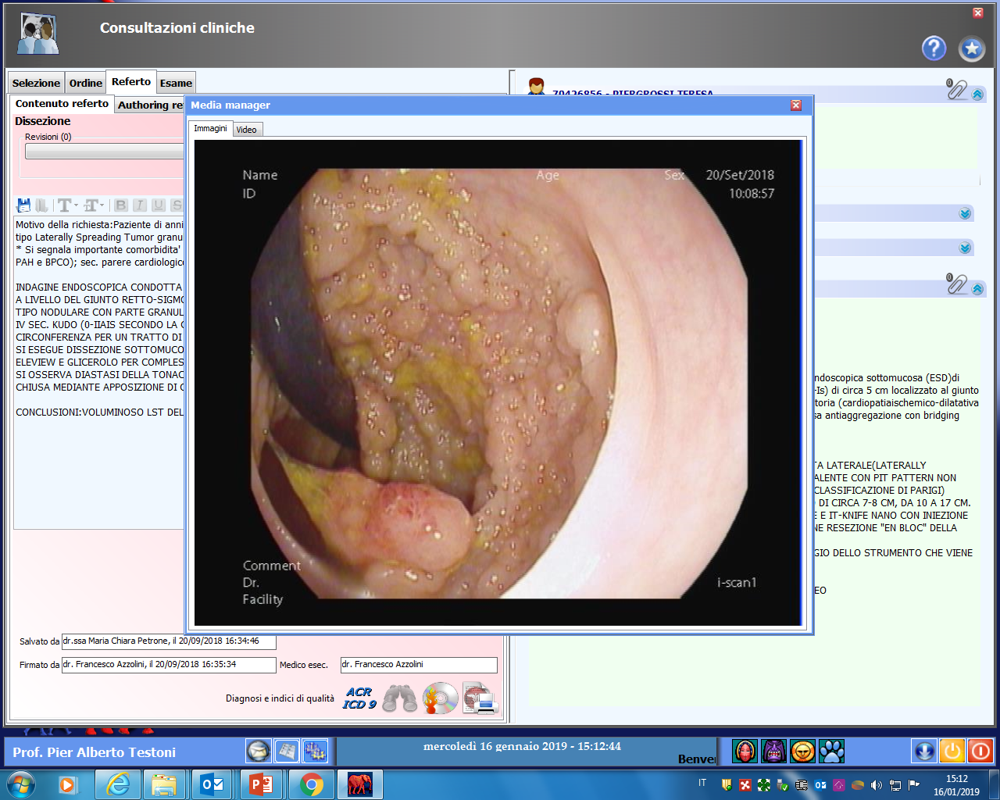 Consultazioni cliniche
Selezione
Ordine
Referto
Esame
Contenuto referto
Authoring
Dissezione
Revisioni (0)
T
T
B
I
U
S
Motivo della richiesta:Paziente di anni
tipo Laterally Spreading Tumor granu
* Si segnala importante comorbidita'
PAH e BPCO); sec. parere cardiologic
INDAGINE ENDOSCOPICA CONDOTTA
A LIVELLO DEL GIUNTO RETTO-SIGMO
TIPO NODULARE CON PARTE GRANUL
IV SEC. KUDO (0-IIAIS SECONDO LA
CIRCONFERENZA PER UN TRATTO DI
SI ESEGUE DISSEZIONE SOTTOMUCO
ELEVIEW E GLICEROLO PER COMPLES
SI OSSERVA DIASTASI DELLA TONAC
CHIUSA MEDIANTE APPOSIZIONE DI
CONCLUSIONI:VOLUMINOSO LST DEL
Salvato da dr.ssa Maria Chiara Petrone, il 20/09/2018 16:34:46
Firmato da dr. Francesco Azzolini, il 20/09/2018 16:35:34
Medico esec. dr. Francesco Azzolini
Diagnosi e indici di qualità
ACR
ICD 9
Media manager
Immagini
Video
Name
Age
Sex
20/Set/2018
ID
10:08:57
Comment
Dr.
Facility
i-scan1
70426856 - PIERGROSSI TERESA
0
0
ndoscopica sottomucosa (ESD)di
-Is) di circa 5 cm localizzato al giunto
toria (cardiopatiaischemico-dilatativa
sa antiaggregazione con bridging
TA LATERALE(LATERALLY
ALENTE CON PIT PATTERN NON
CLASSIFICAZIONE DI PARIGI)
DI CIRCA 7-8 CM, DA 10 A 17 CM.
E IT-KNIFE NANO CON INIEZIONE
NE RESEZIONE "EN BLOC" DELLA
GIO DELLO STRUMENTO CHE VIENE
EO
Prof. Pier Alberto Testoni
mercoledì 16 gennaio 2019 - 15:12:44
Benve
IT
15:12
16/01/2019